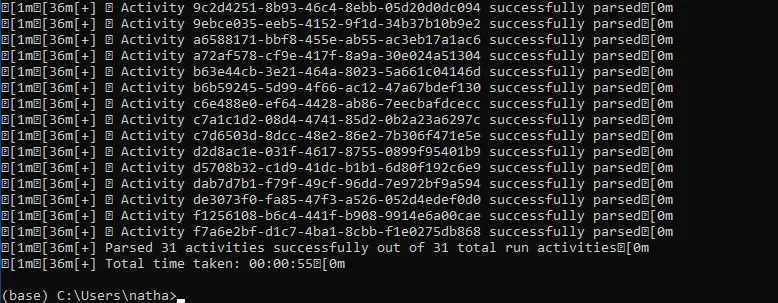 [1m[36m[+] Activity 9c2d4251-8b93-46c4-8ebb-05d20d0dc094 successfully parsed[0m
[1m[36m[+] Activity 9ebce035-eeb5-4152-9f1d-34b37b10b9e2 successfully parsed[0m
[1m[36m[+] Activity a6588171-bbf8-455e-ab55-ac3eb17a1ac6 successfully parsed[0m
[1m[36m[+] Activity a72af578-cf9e-417f-8a9a-30e024a51304 successfully parsed[0m
[1m[36m[+] Activity b63e44cb-3e21-464a-8023-5a661c04146d successfully parsed[0m
[1m[36m[+] Activity b6b59245-5d99-4f66-ac12-47a67bdef130 successfully parsed[0m
[1m[36m[+] Activity c6e488e0-ef64-4428-ab86-7eecbafdcecc successfully parsed[0m
[1m[36m[+] Activity c7a1c1d2-08d4-4741-85d2-0b2a23a6297c successfully parsed[0m
[1m[36m[+] Activity c7d6503d-8dcc-48e2-86e2-7b306f471e5e successfully parsed[0m
[1m[36m[+] Activity d2d8ac1e-031f-4617-8755-0899f95401b9 successfully parsed[0m
[1m[36m[+] Activity d5708b32-c1d9-41dc-b1b1-6d80f192c6e9 successfully parsed[0m
[1m[36m[+] Activity dab7d7b1-f79f-49cf-96dd-7e972bf9a594 successfully parsed[0m
[1m[36m[+] Activity de3073f0-fa85-47f3-a526-052d4edef0d0 successfully parsed[0m
[1m[36m[+] Activity f1256108-b6c4-441f-b908-9914e6a00cae successfully parsed[0m
[1m[36m[+] Activity f7a6e2bf-d1c7-4ba1-8cbb-f1e0275db868 successfully parsed[0m
[1m[36m[+] Parsed 31 activities successfully out of 31 total run activities[0m
[1m[36m[+] Total time taken: 00:00:55[0m
(base) C:\Users\natha>